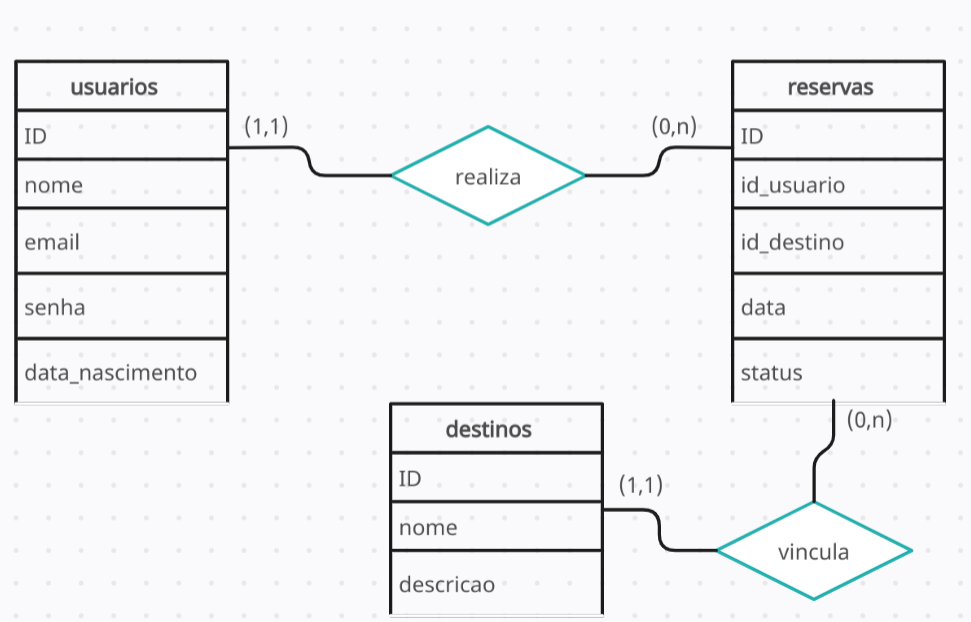 usuarios
ID
nome
email
senha
data_nascimento
(1,1)
realiza
(0,n)
reservas
ID
id_usuario
id_destino
data
status
(0,n)
destinos
ID
nome
descricao
(1,1)
vincula